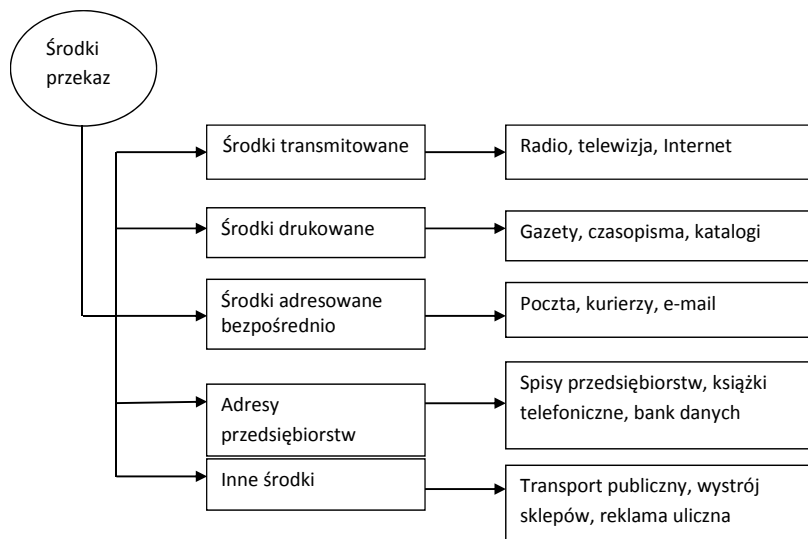 Środki
przekaz
Środki transmitowane
Radio, telewizja, Internet
Środki drukowane
Gazety, czasopisma, katalogi
Środki adresowane
bezpośrednio
Poczta, kurierzy, e-mail
Adresy
przedsiębiorstw
Spisy przedsiębiorstw, książki
telefoniczne, bank danych
Inne środki
Transport publiczny, wystrój
sklepów, reklama uliczna